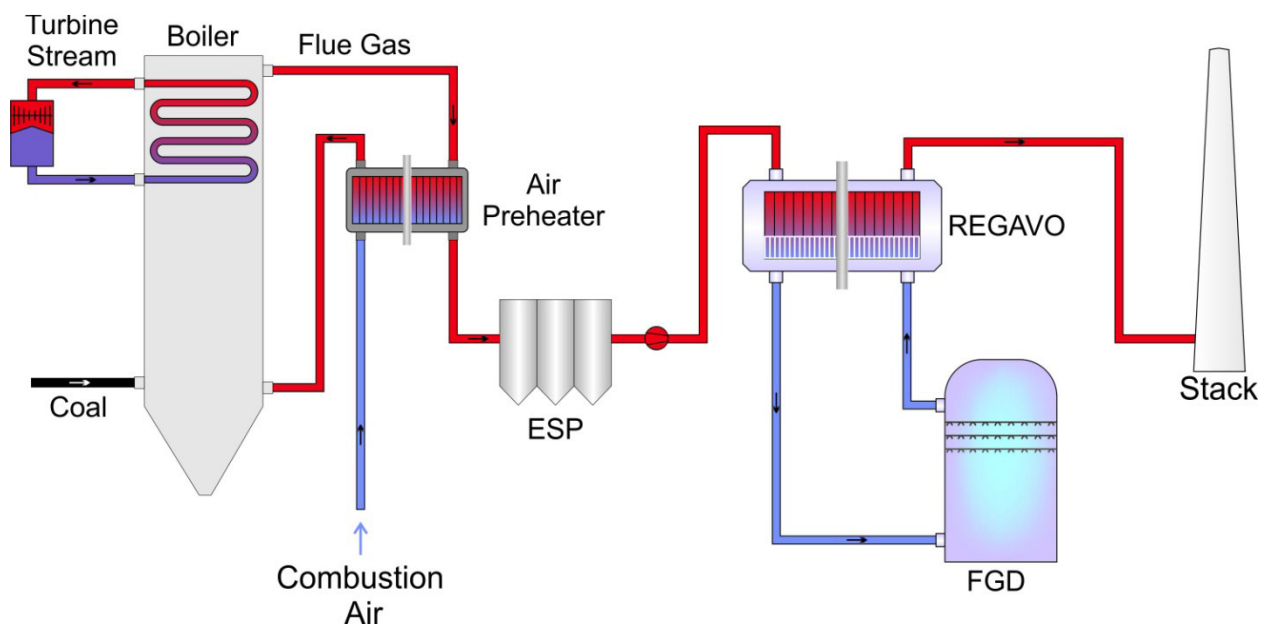 Turbine
Stream
Boiler
Flue Gas
Air
Preheater
REGAVO
Coal
ESP
Stack
FGD
Combustion
Air